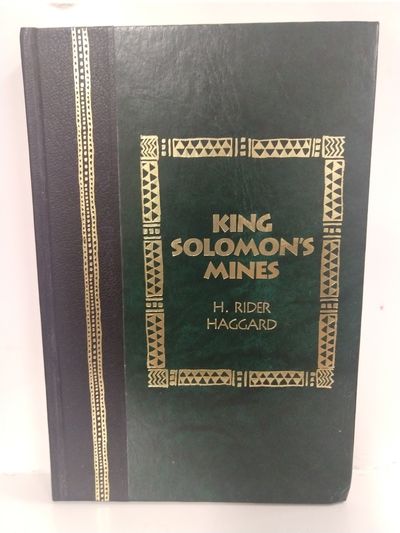 KING
SOLOMON'S
MINES
H. RIDER
HAGGARD